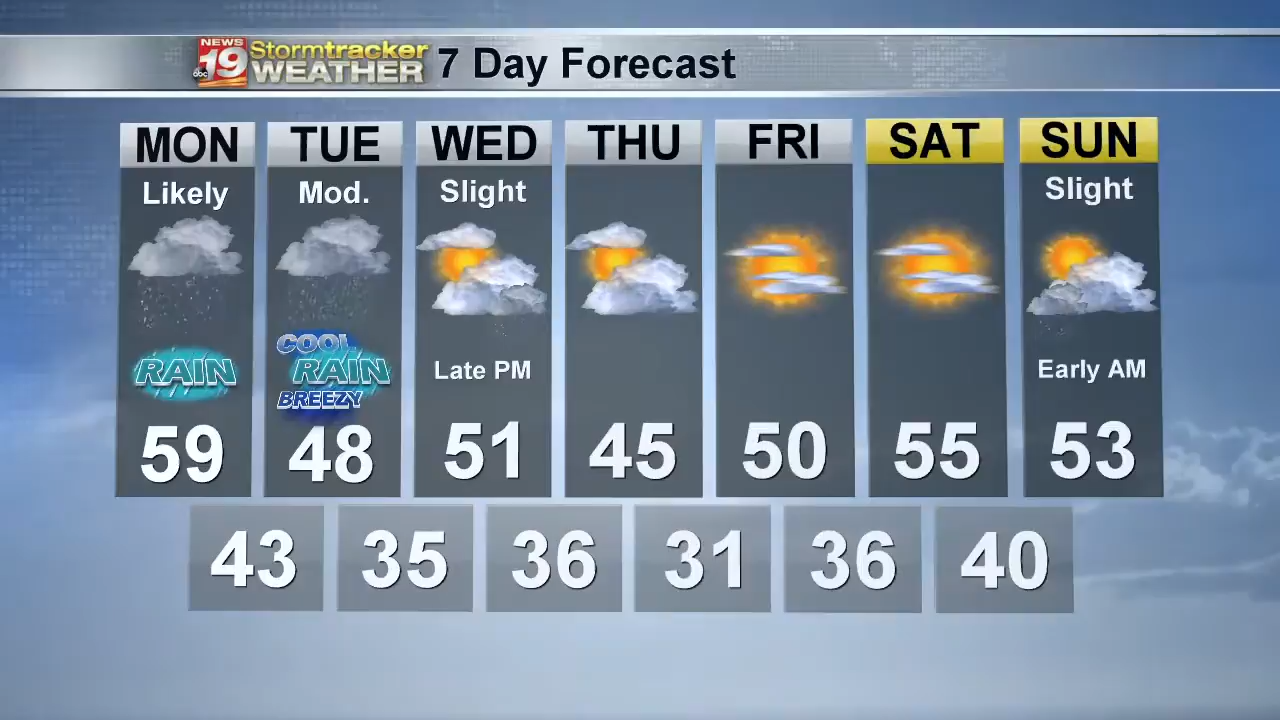 NEWS
abc 19
Stormtracker
WEATHER
7 Day Forecast
MON TUE WED THU FRI SAT SUN
Likely Mod. Slight Slight
RAIN
COOL
RAIN
BREEZY
Late PM Early AM
59 48 51 45 50 55 53
43 35 36 31 36 40